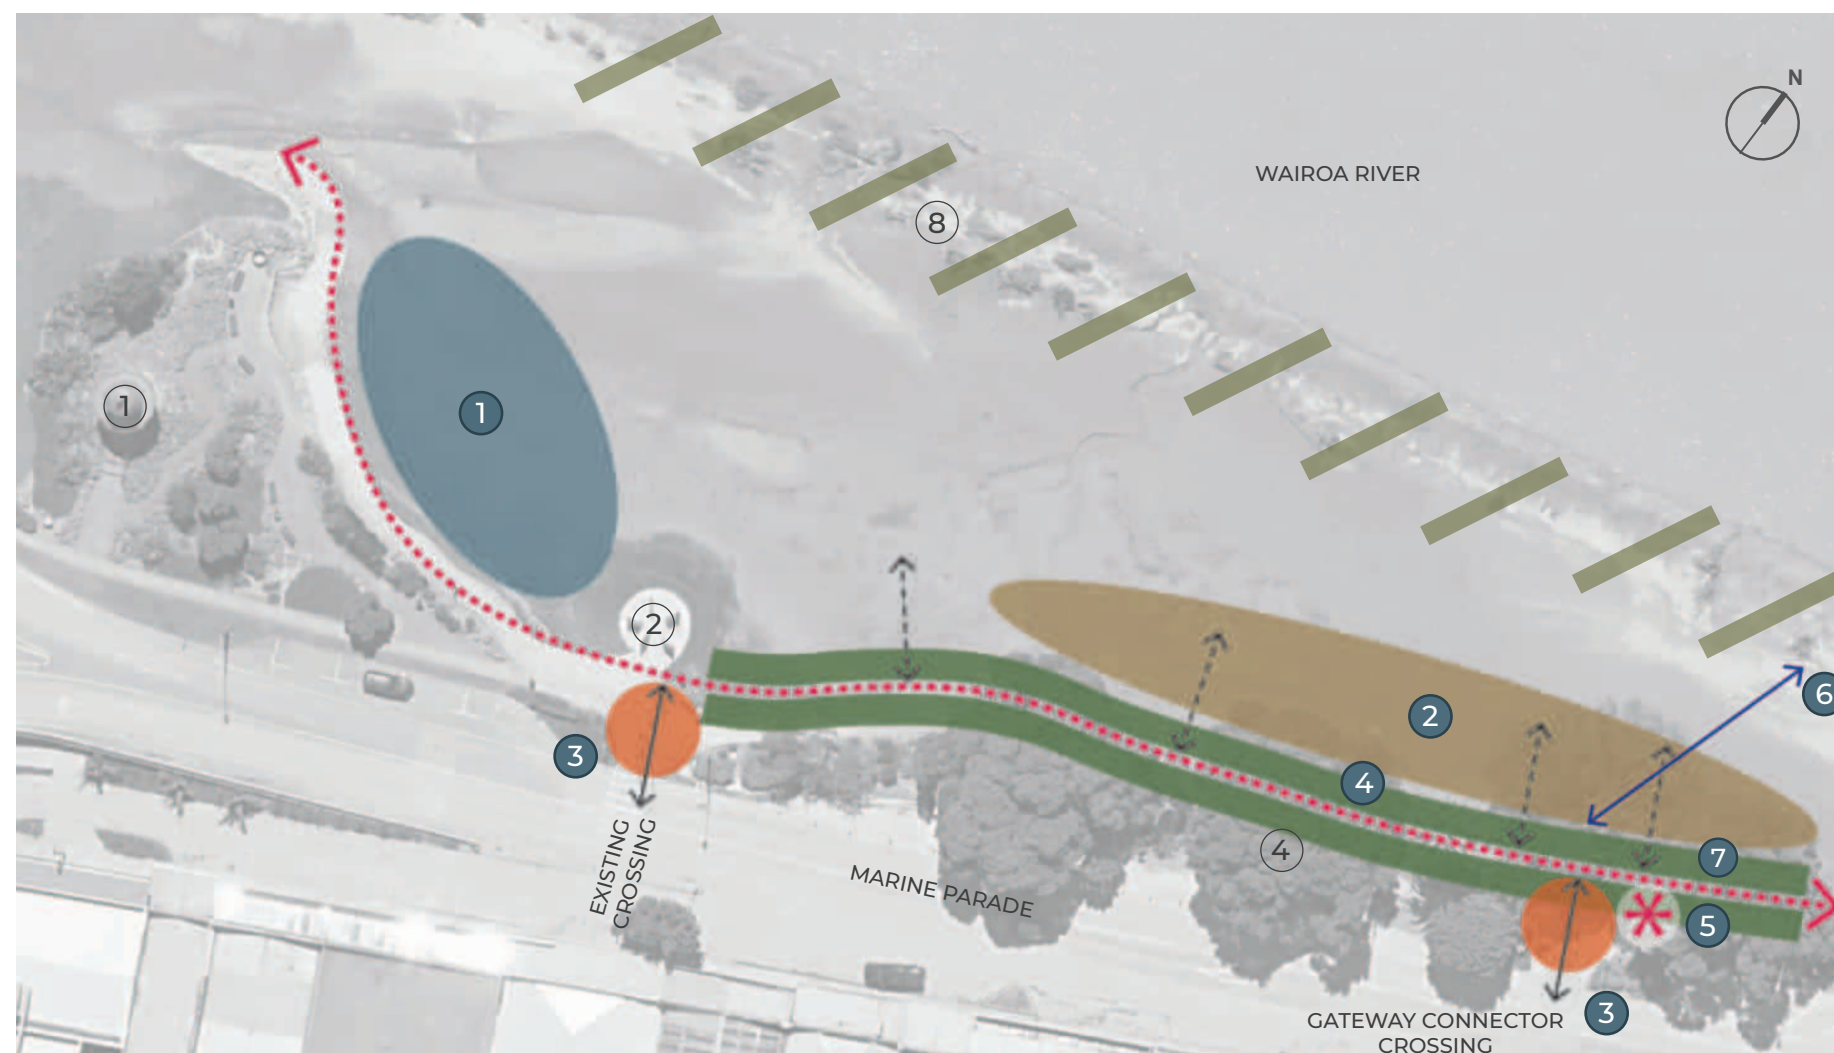 N
WAIROA RIVER
8
1
1
2
2
6
3
4
4
7
EXISTING
CROSSING
MARINE PARADE
5
3
GATEWAY CONNECTOR
CROSSING